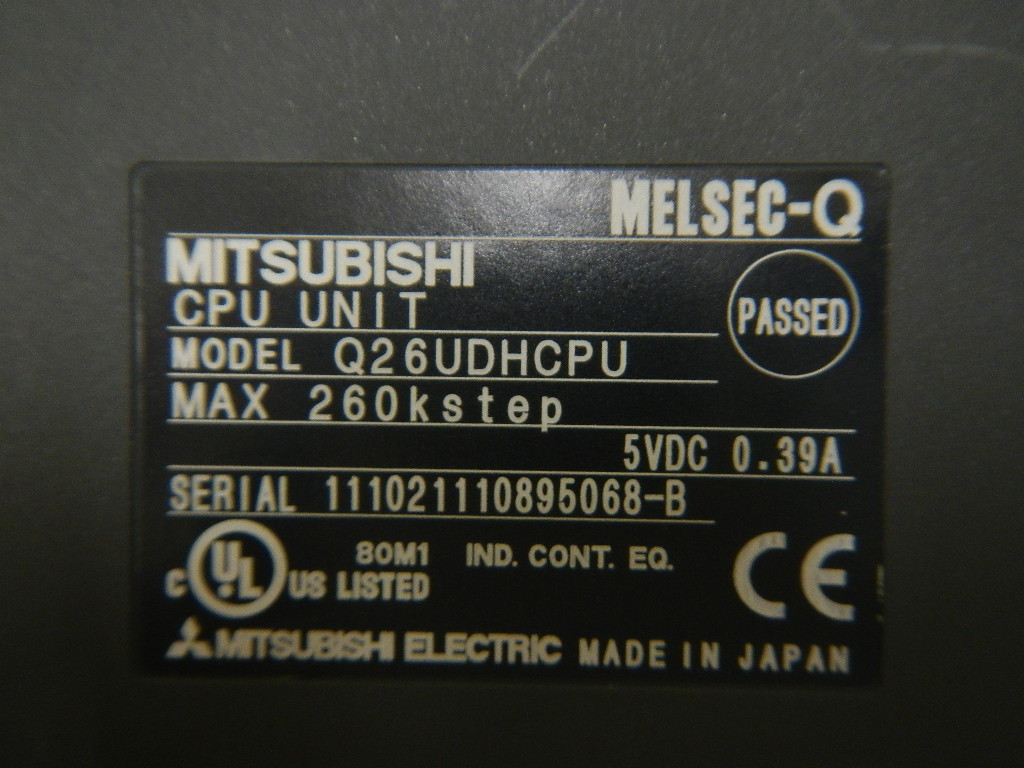 MELSEC-Q
MITSUBISHI
CPU UNIT
PASSED
MODEL Q26UDHCPU
MAX 260kstep
5VDC 0.39A
SERIAL 111021110895068-B
C UL US LISTED 80M1 IND. CONT. EQ.
CE
MITSUBISHI ELECTRIC MADE IN JAPAN